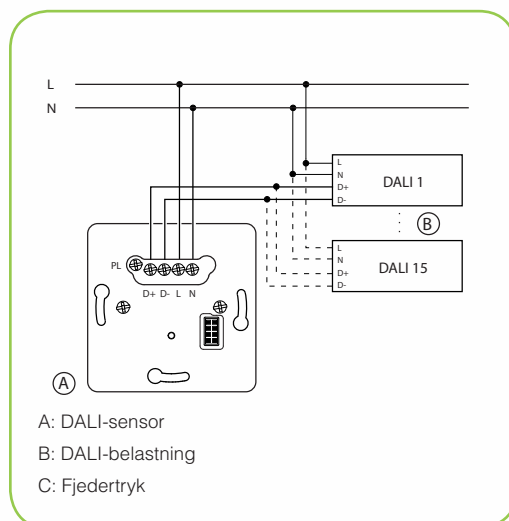 L
N
L
N
D+
D-
DALI 1
B
L
N
D+
D-
DALI 15
PL
D+ D- L N
A
A: DALI-sensor
B: DALI-belastning
C: Fjedertryk